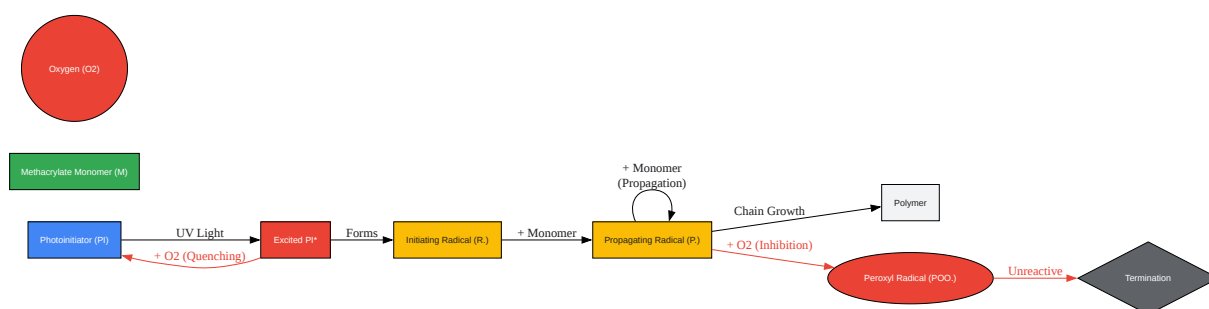 Oxygen (O2)
Methacrylate Monomer (M)
+ Monomer
(Propagation)
Photoinitiator (PI)
UV Light
+ O2 (Quenching)
Excited PI*
Forms
Initiating Radical (R.)
+ Monomer
Propagating Radical (P.)
Chain Growth
Polymer
+ O2 (Inhibition)
Peroxyl Radical (POO.)
Unreactive
Termination